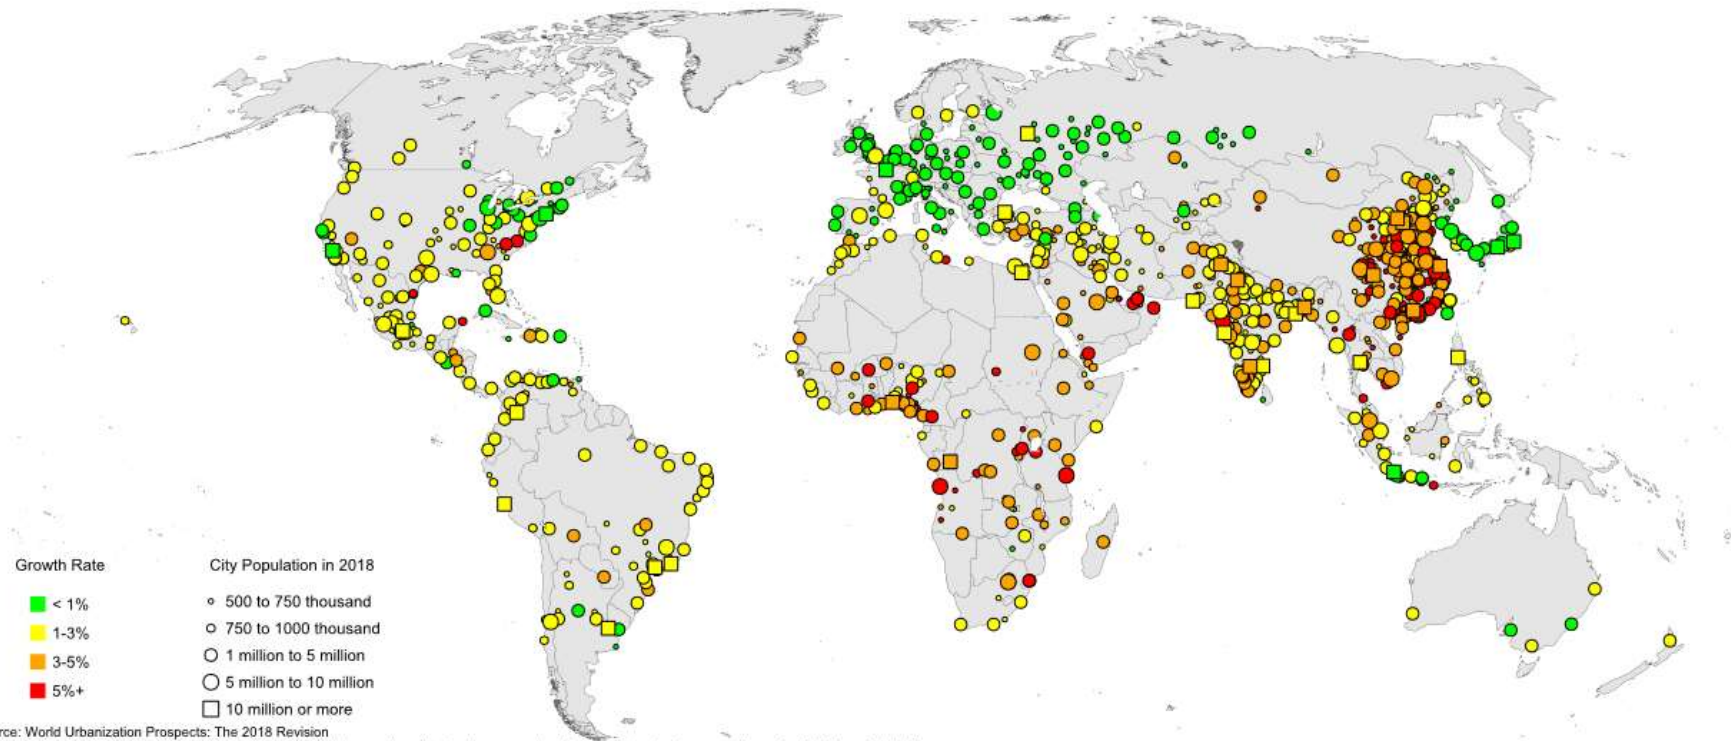 Growth Rate
< 1%
1-3%
3-5%
5%+
City Population in 2018
500 to 750 thousand
750 to 1000 thousand
1 million to 5 million
5 million to 10 million
10 million or more
rce: World Urbanization Prospects: The 2018 Revision